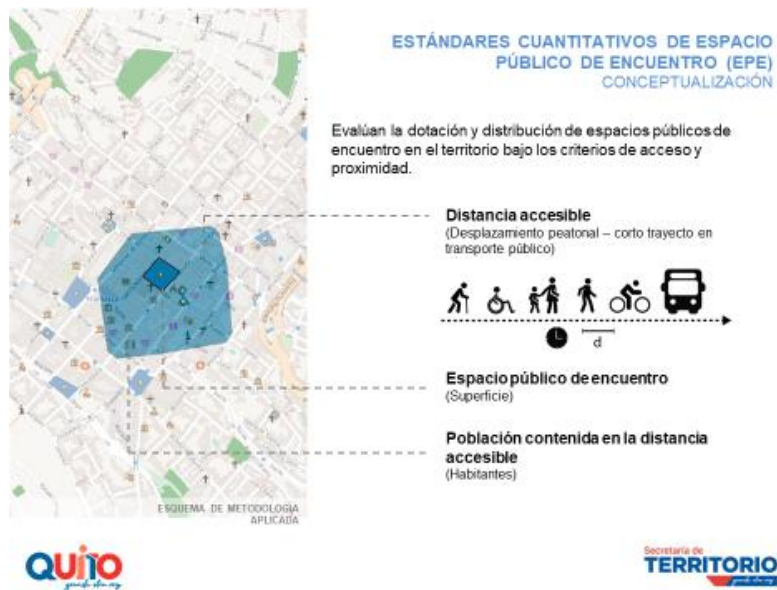 ESTÁNDARES CUANTITATIVOS DE ESPACIO
PÚBLICO DE ENCUENTRO (EPE)
CONCEPTUALIZACIÓN
Evalúan la dotación y distribución de espacios públicos de
encuentro en el territorio bajo los criterios de acceso y
proximidad.
Distancia accesible
(Desplazamiento peatonal – corto trayecto en
transporte público)
d
Espacio público de encuentro
(Superficie)
Población contenida en la distancia
accesible
(Habitantes)
ESQUEMA DE METODOLOGIA
APLICADA
QUITO
Secretaría de
TERRITORIO